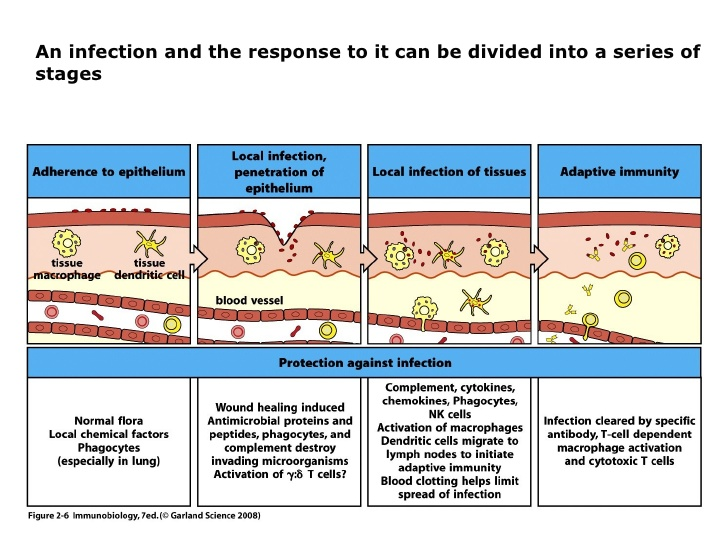 An infection and the response to it can be divided into a series of
stages
Adherence to epithelium
Local infection,
penetration of
epithelium
Local infection of tissues
Adaptive immunity
tissue
macrophage
tissue
dendritic cell
blood vessel
Protection against infection
Normal flora
Local chemical factors
Phagocytes
(especially in lung)
Wound healing induced
Antimicrobial proteins and
peptides, phagocytes, and
complement destroy
invading microorganisms
Activation of γ:δ T cells?
Complement, cytokines,
chemokines, Phagocytes,
NK cells
Activation of macrophages
Dendritic cells migrate to
lymph nodes to initiate
adaptive immunity
Blood clotting helps limit
spread of infection
Infection cleared by specific
antibody, T-cell dependent
macrophage activation
and cytotoxic T cells
Figure 2-6 Immunobiology, 7ed. (© Garland Science 2008)